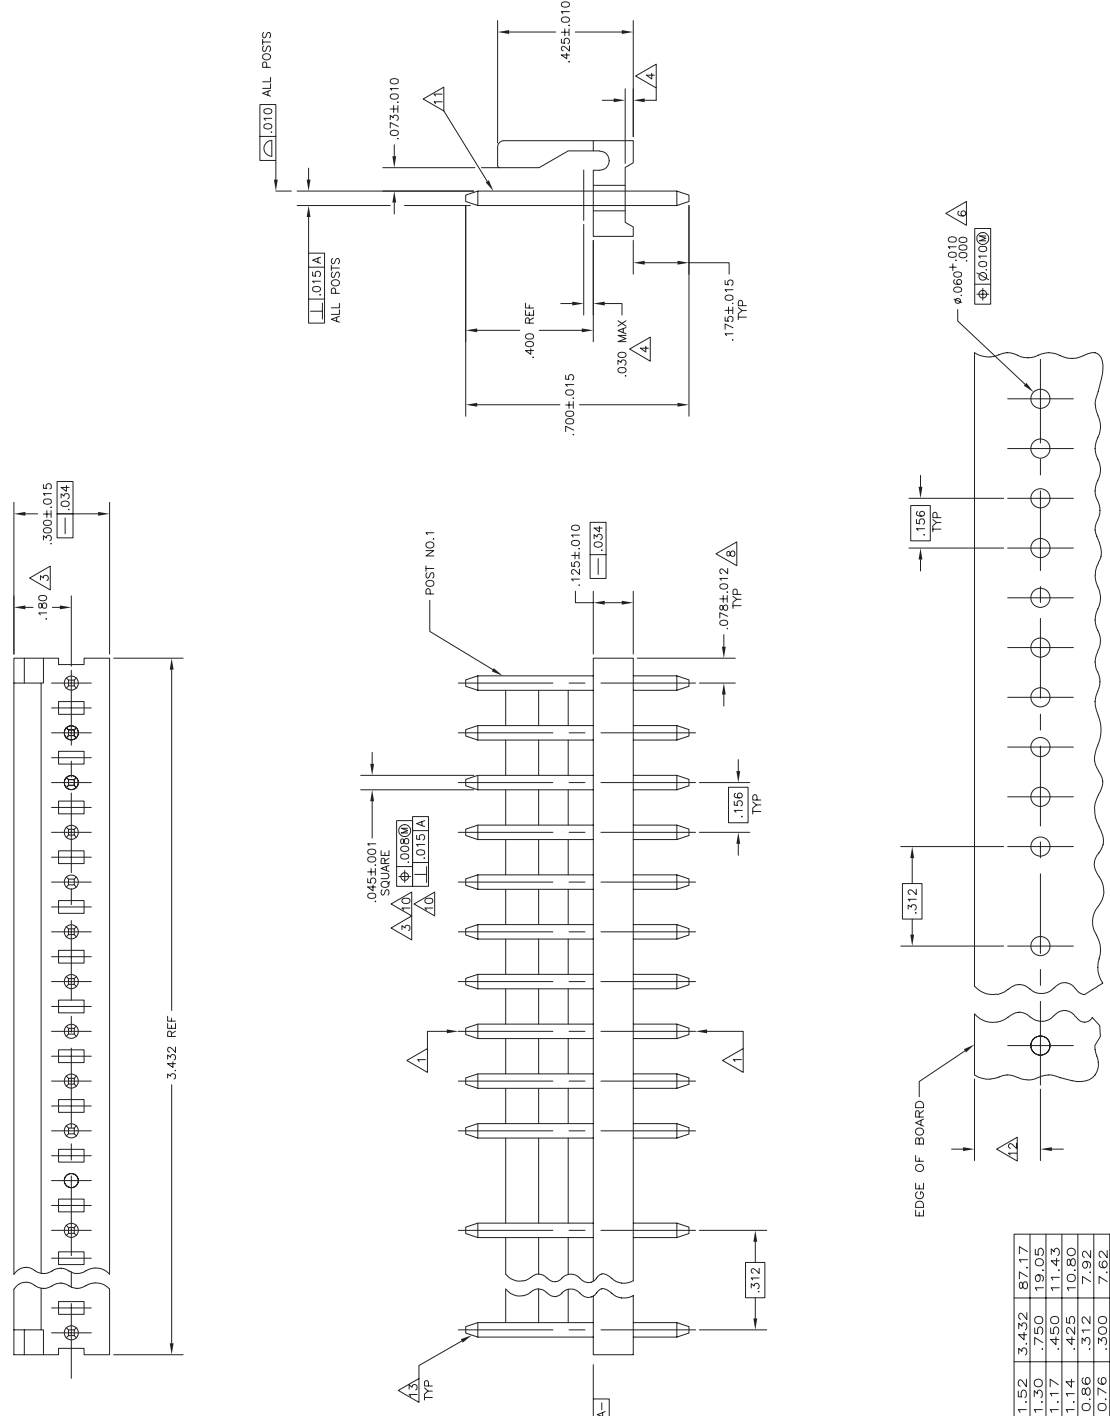 .010 ALL POSTS
.015 A
ALL POSTS
.073±.010
11
.425±.010
4
.400 REF
.030 MAX
4
.700±.015
.175±.015
TYP
.300±.015
.034
.180
3
3.432 REF
POST NO.1
.125±.010
.034
.078±.012
TYP
8
.045±.001
SQUARE
.008 M
.015 A
3
10
10
.156
TYP
1
1
.312
13
TYP
A-
ø.060+.010
.000
6
Ø.010 M
.156
TYP
.312
EDGE OF BOARD
12
1.52 3.432 87.17
1.30 .750 19.05
1.17 .450 11.43
1.14 .425 10.80
0.86 .312 7.92
0.76 .300 7.62